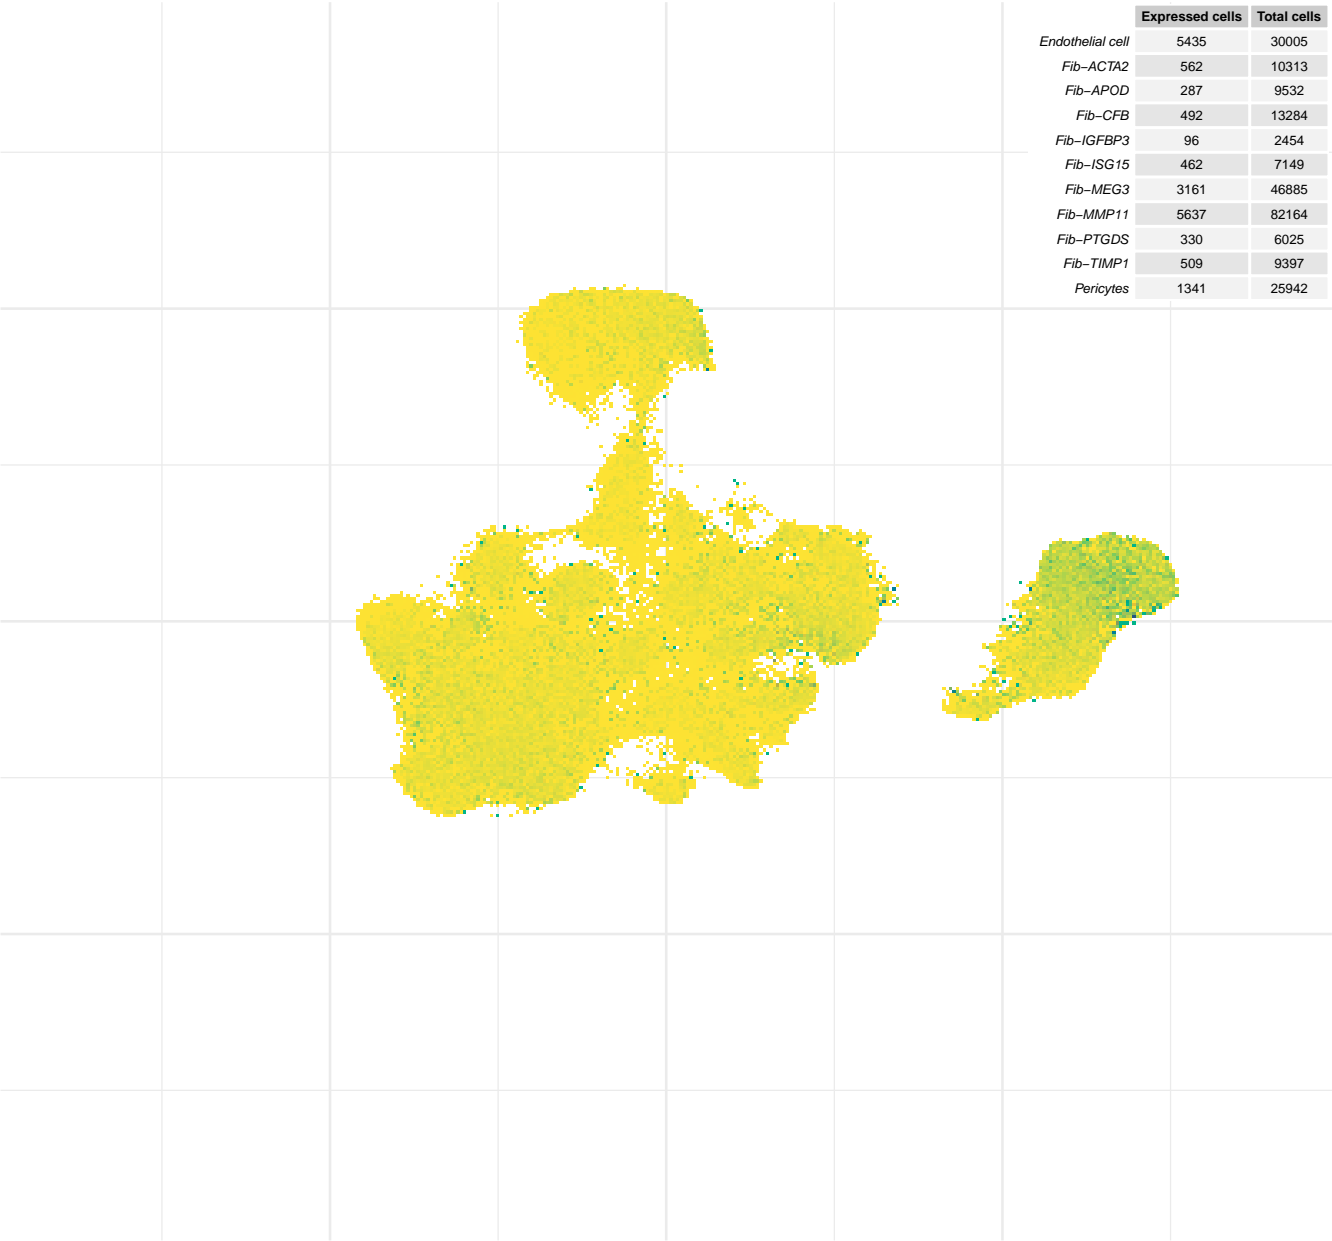 Expressed cells Total cells
Endothelial cell 5435 30005
Fib−ACTA2 562 10313
Fib−APOD 287 9532
Fib−CFB 492 13284
Fib−IGFBP3 96 2454
Fib−ISG15 462 7149
Fib−MEG3 3161 46885
Fib−MMP11 5637 82164
Fib−PTGDS 330 6025
Fib−TIMP1 509 9397
Pericytes 1341 25942